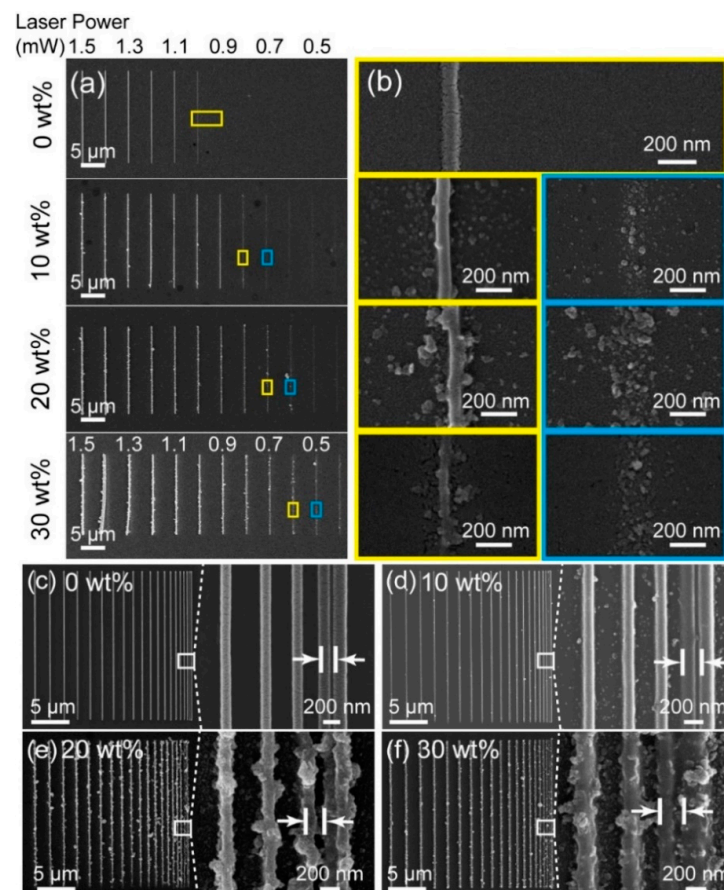 Laser Power
(mW) 1.5 1.3 1.1 0.9 0.7 0.5
(a)
0 wt%
5 μm
10 wt%
5 μm
20 wt%
5 μm
1.5 1.3 1.1 0.9 0.7 0.5
30 wt%
5 μm
(b)
200 nm
200 nm
200 nm
200 nm
200 nm
200 nm
200 nm
(c) 0 wt%
5 μm
200 nm
(d) 10 wt%
5 μm
200 nm
(e) 20 wt%
5 μm
200 nm
(f) 30 wt%
5 μm
200 nm